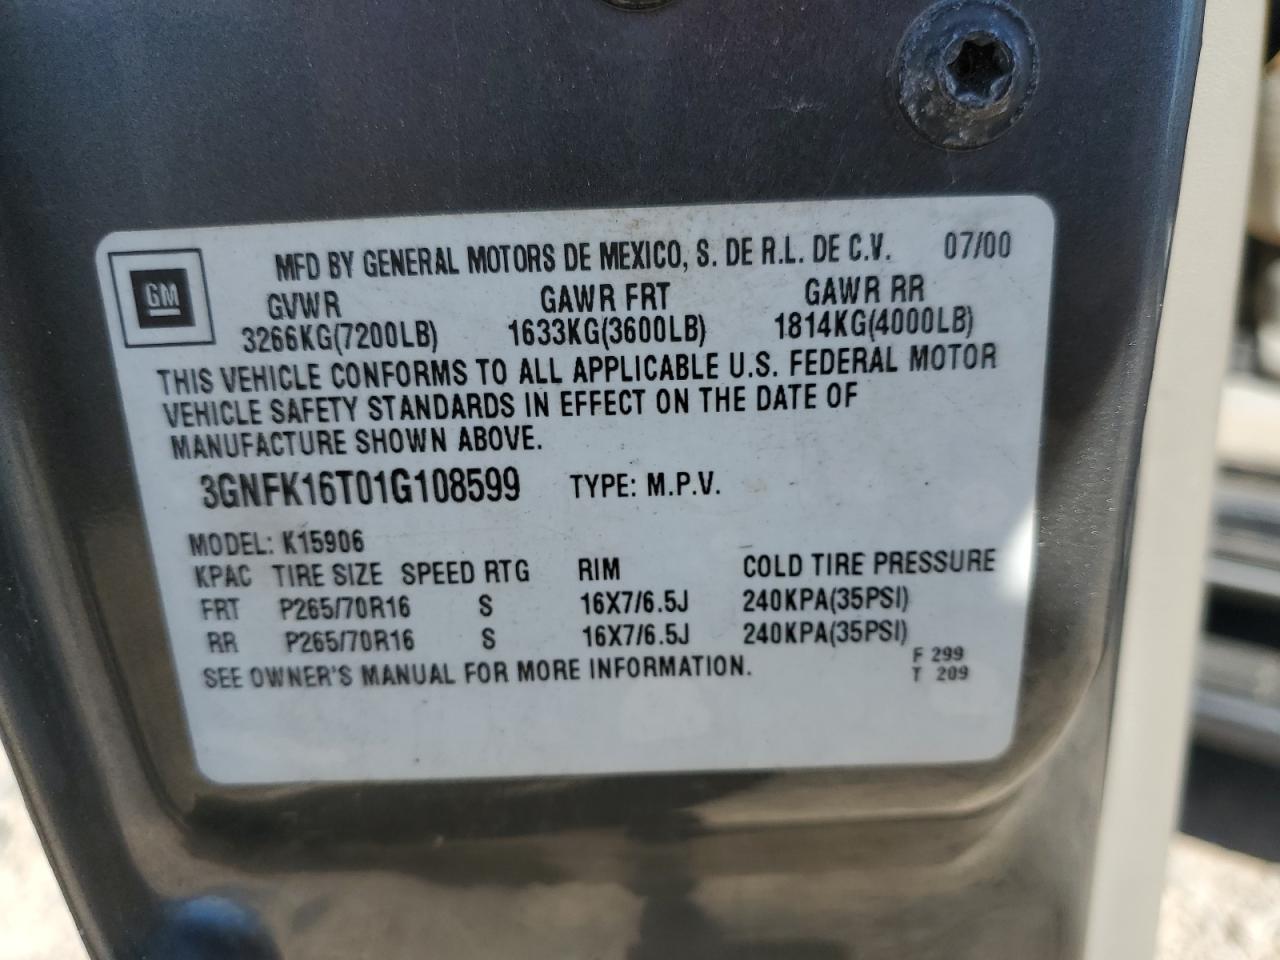 GM
MFD BY GENERAL MOTORS DE MEXICO, S. DE R.L. DE C.V. 07/00
GVWR GAWR FRT GAWR RR
3266KG(7200LB) 1633KG(3600LB) 1814KG(4000LB)
THIS VEHICLE CONFORMS TO ALL APPLICABLE U.S. FEDERAL MOTOR
VEHICLE SAFETY STANDARDS IN EFFECT ON THE DATE OF
MANUFACTURE SHOWN ABOVE.
3GNFK16T01G108599 TYPE: M.P.V.
MODEL: K15906
KPAC TIRE SIZE SPEED RTG RIM COLD TIRE PRESSURE
FRT P265/70R16 S 16X7/6.5J 240KPA(35PSI)
RR P265/70R16 S 16X7/6.5J 240KPA(35PSI)
SEE OWNER'S MANUAL FOR MORE INFORMATION. F 299
T 209